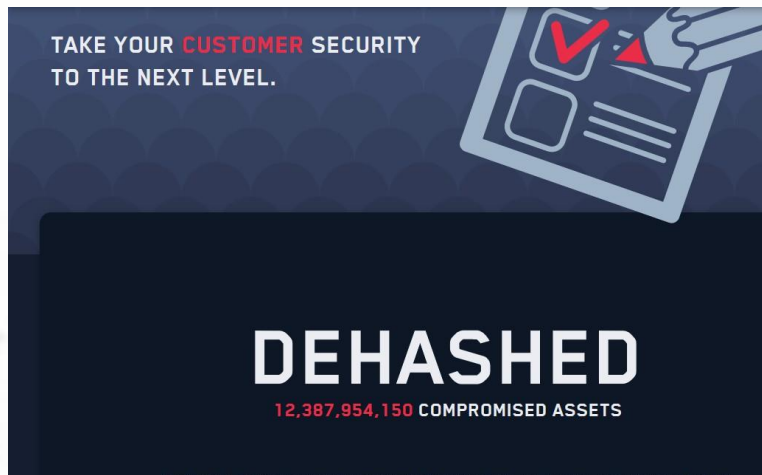 TAKE YOUR CUSTOMER SECURITY
TO THE NEXT LEVEL.
DEHASHED
12,387,954,150 COMPROMISED ASSETS